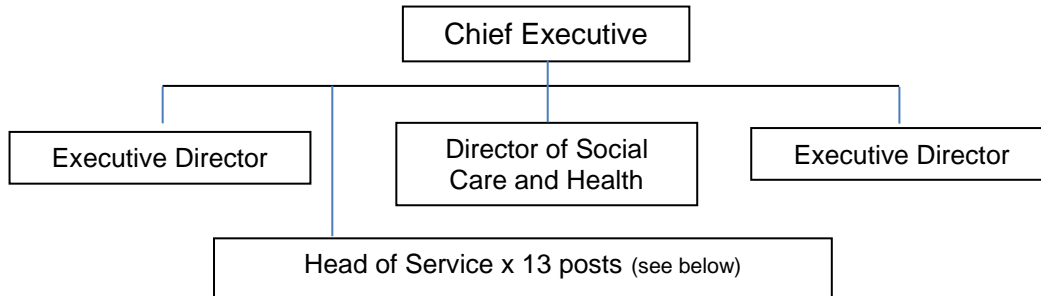 Chief Executive
Executive Director
Director of Social
Care and Health
Executive Director
Head of Service x 13 posts (see below)